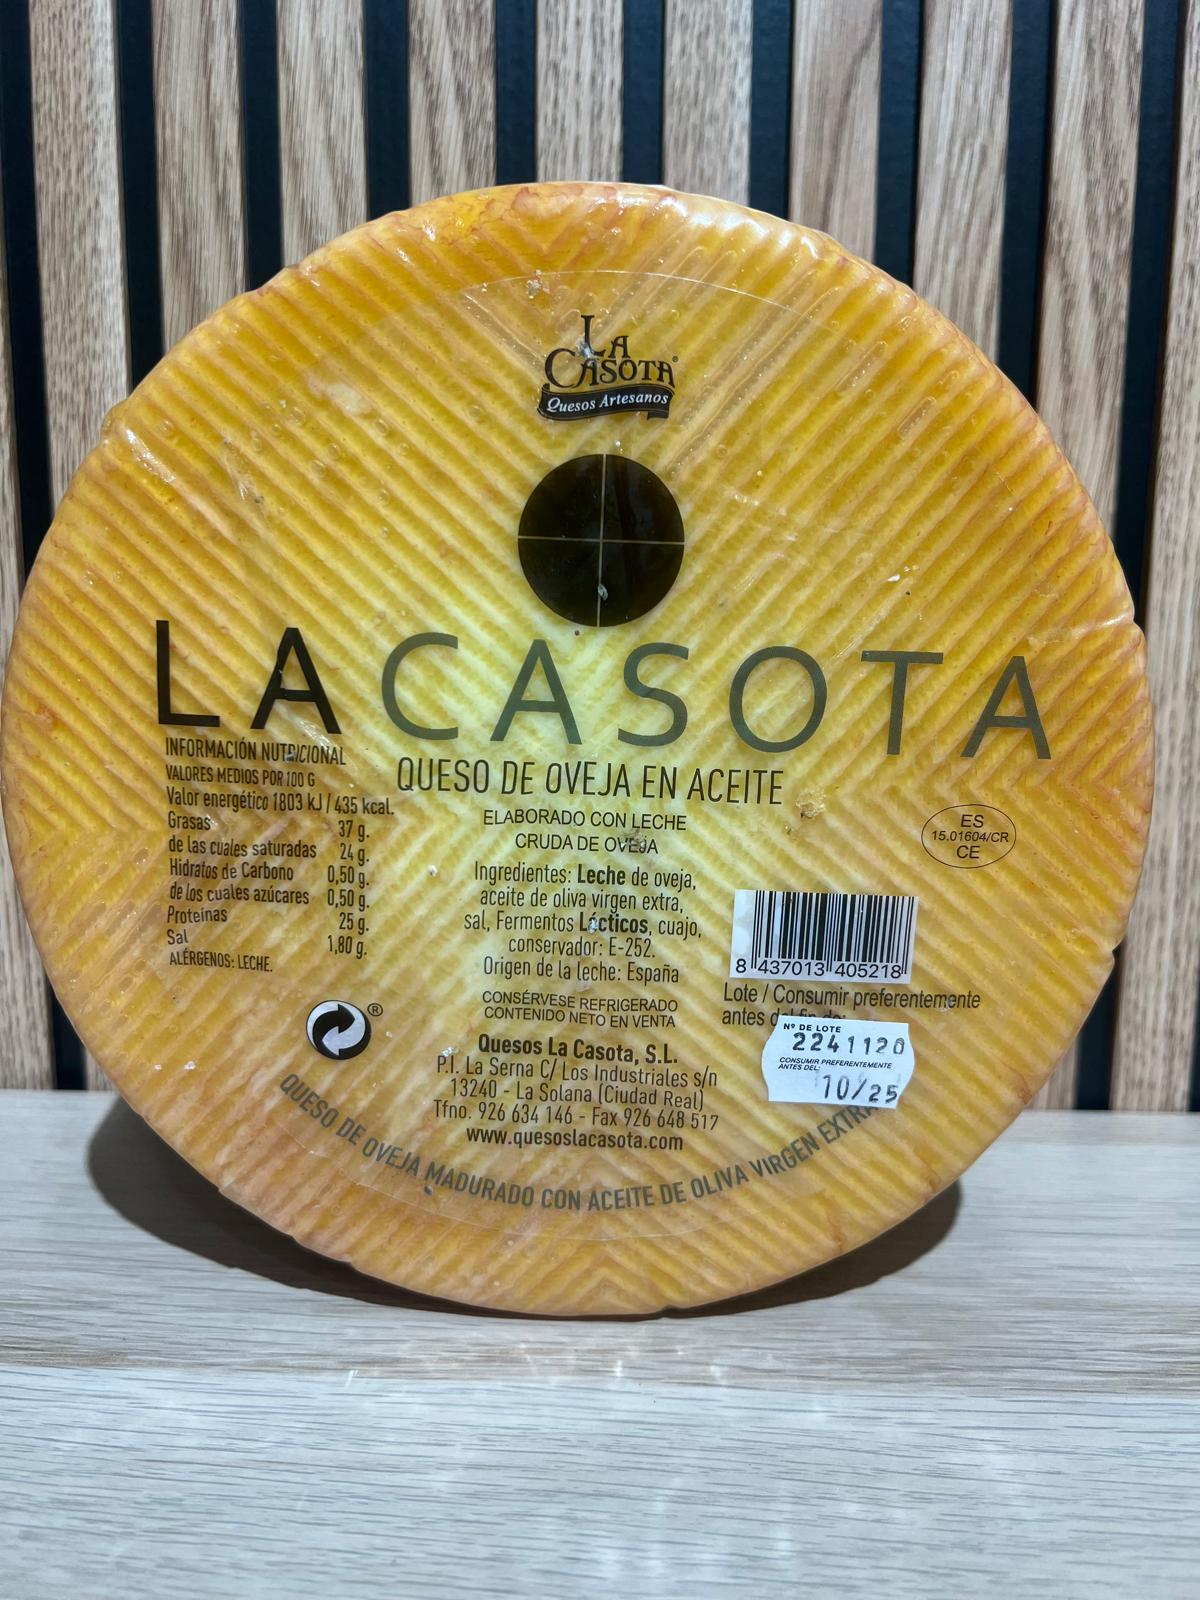 LA
CASOTA®
Quesos Artesanos
LACASOTA
QUESO DE OVEJA EN ACEITE
ELABORADO CON LECHE
CRUDA DE OVEJA
Ingredientes: Leche de oveja,
aceite de oliva virgen extra,
sal, Fermentos Lácticos, cuajo,
conservador: E-252.
Origen de la leche: España
CONSÉRVESE REFRIGERADO
CONTENIDO NETO EN VENTA
Quesos La Casota, S.L.
P.I. La Serna C/ Los Industriales s/n
13240 - La Solana (Ciudad Real)
Tfno. 926 634 146 - Fax 926 648 517
www.quesoslacasota.com
INFORMACIÓN NUTRICIONAL
VALORES MEDIOS POR 100 G
Valor energético 1803 kJ / 435 kcal.
Grasas 37 g.
de las cuales saturadas 24 g.
Hidratos de Carbono 0,50 g.
de los cuales azúcares 0,50 g.
Proteínas 25 g.
Sal 1,80 g.
ALÉRGENOS: LECHE.
®
ES
15.01604/CR
CE
8 437013 405218
Lote / Consumir preferentemente
antes del fin de:
Nº DE LOTE
2241120
CONSUMIR PREFERENTEMENTE
ANTES DEL:
10/25
QUESO DE OVEJA MADURADO CON ACEITE DE OLIVA VIRGEN EXTRA